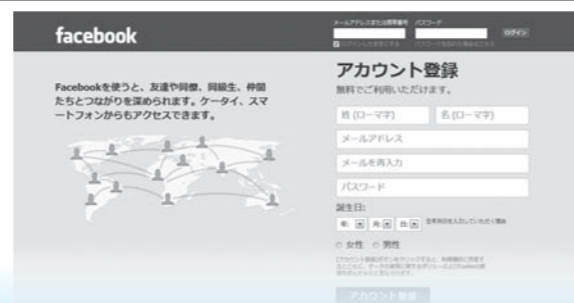 facebook
メールアドレスまたは携帯番号 パスワード
ログイン
Facebookを使うと、友達や同僚、同級生、仲間
たちとつながりを深められます。ケータイ、スマ
ートフォンからもアクセスできます。
アカウント登録
無料でご利用いただけます。
姓 (ローマ字) 名 (ローマ字)
メールアドレス
メールを再入力
パスワード
誕生日:
年: 月: 日:
女性 男性
アカウント登録